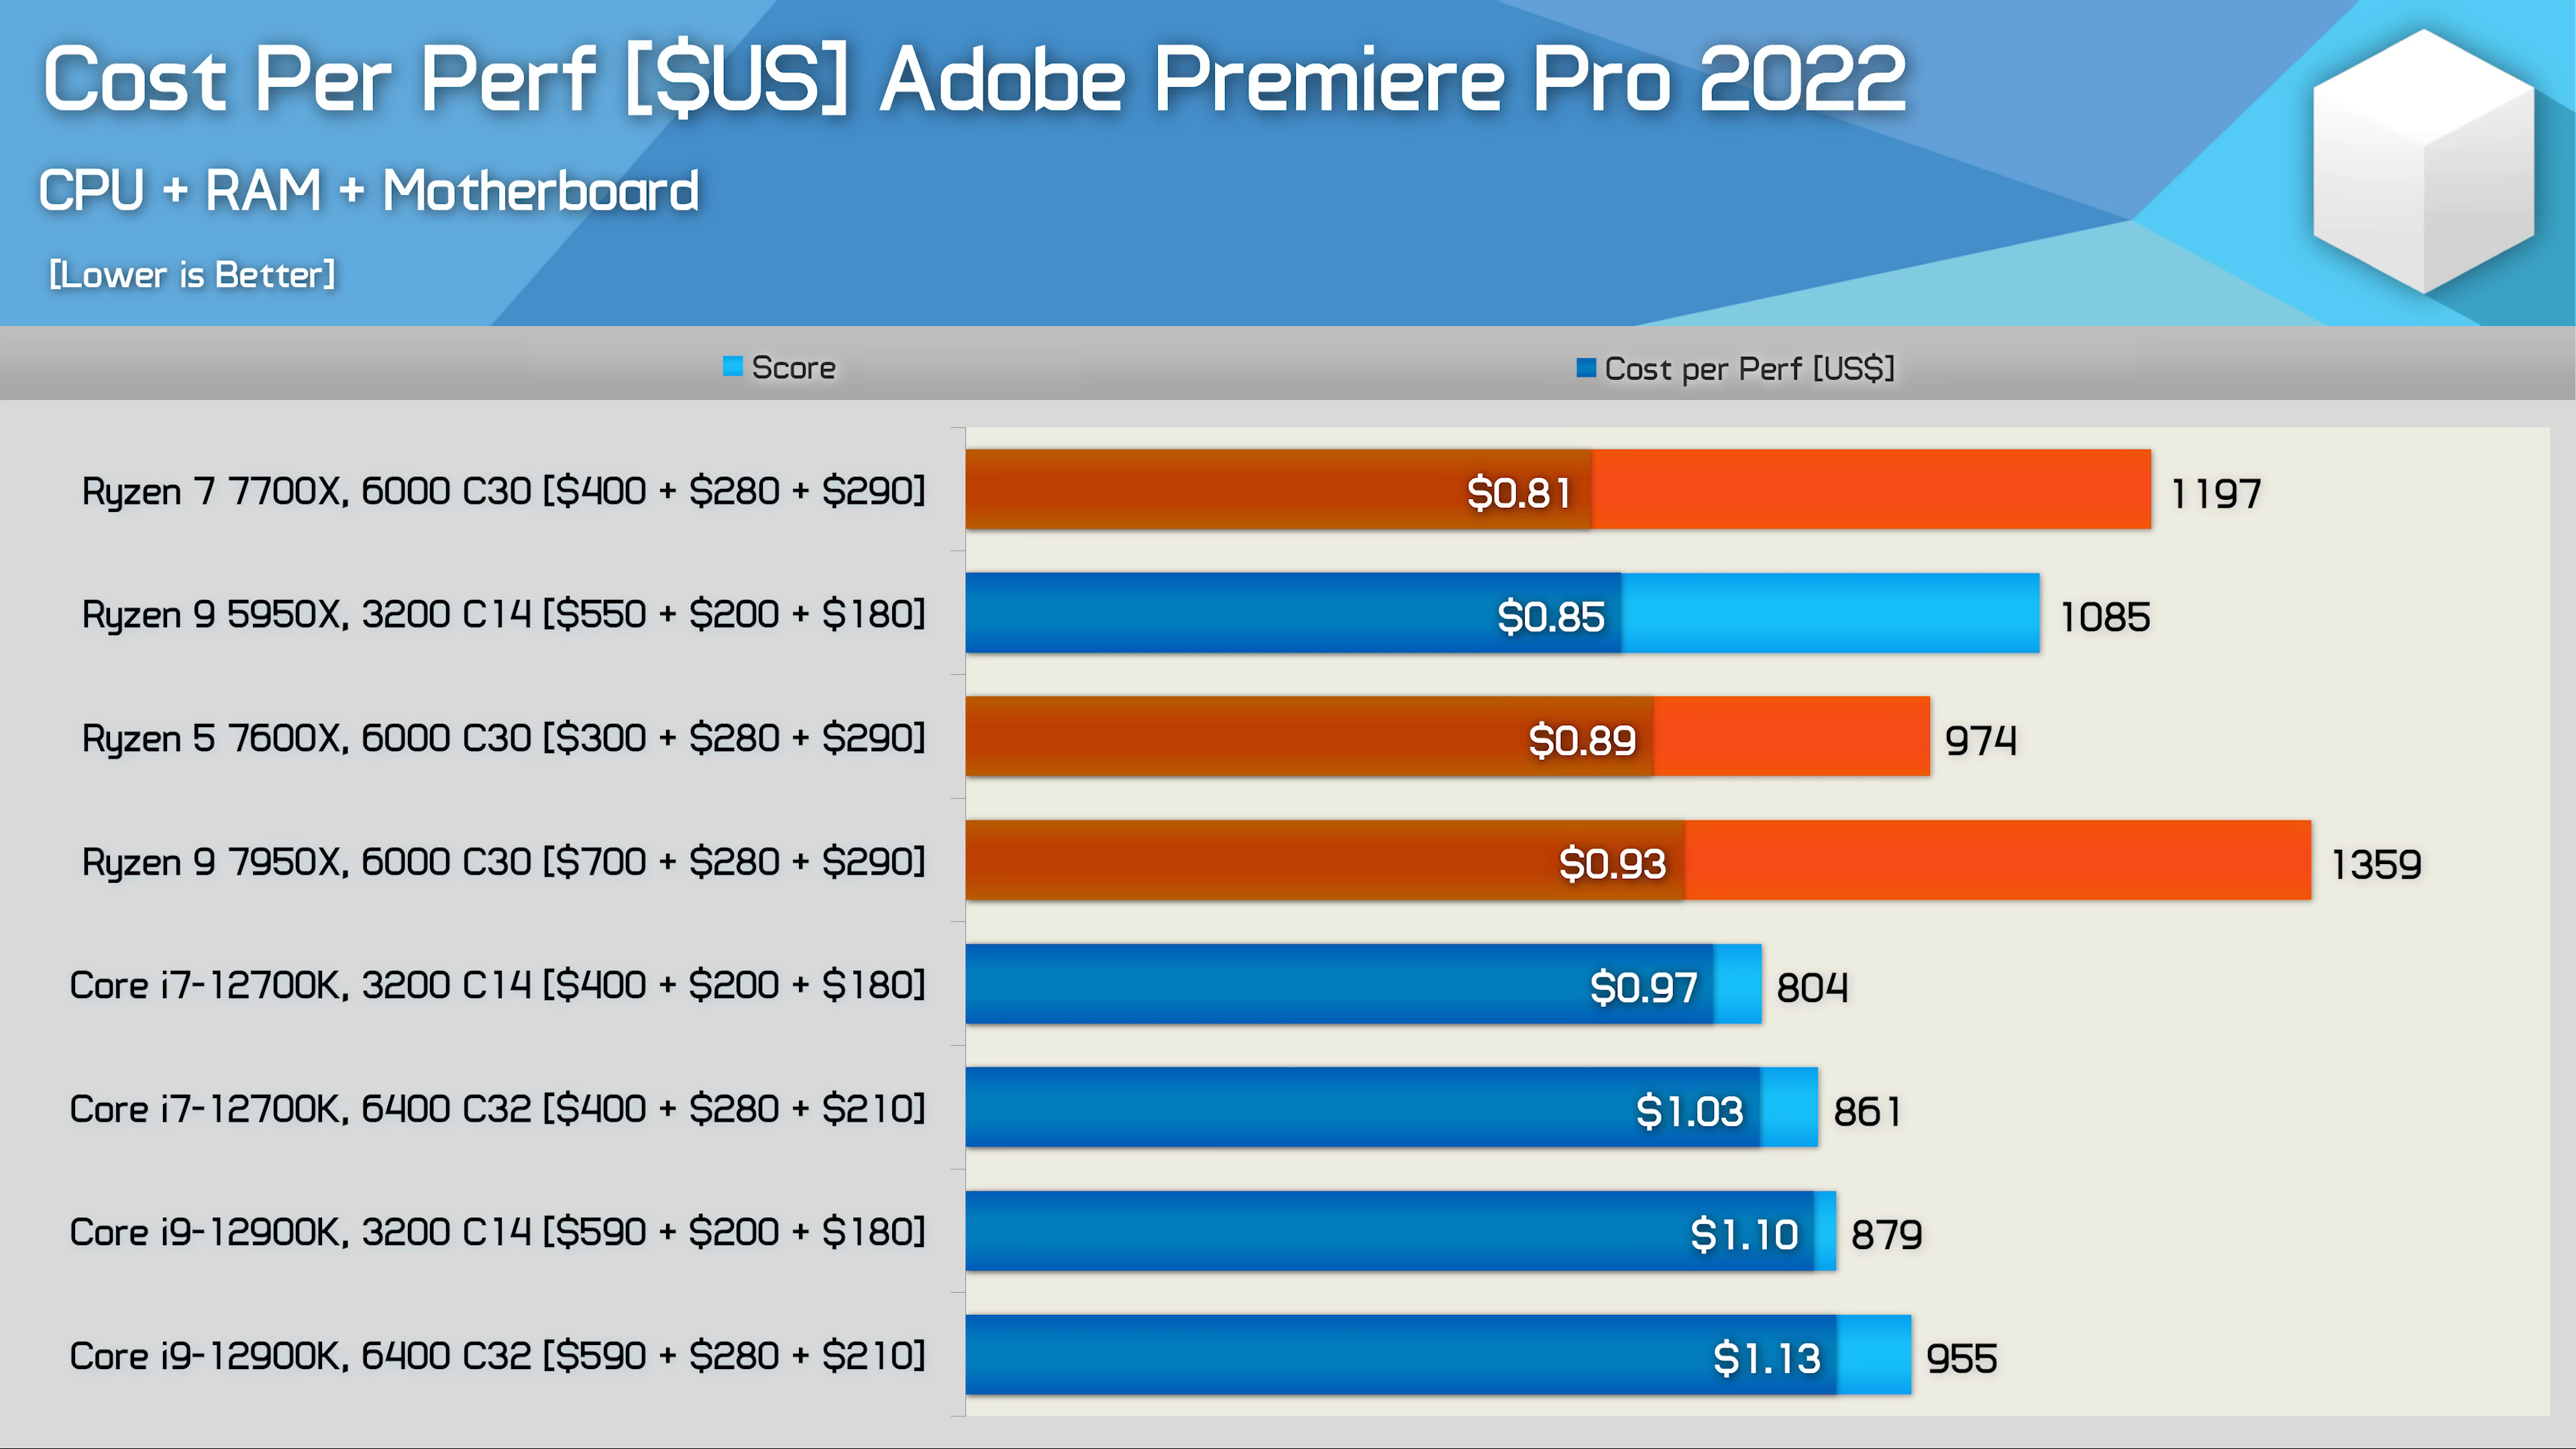 Cost Per Perf [$US] Adobe Premiere Pro 2022
CPU + RAM + Motherboard
[Lower is Better]
Score Cost per Perf [US$]
Ryzen 7 7700X, 6000 C30 [$400 + $280 + $290] $0.81 1197
Ryzen 9 5950X, 3200 C14 [$550 + $200 + $180] $0.85 1085
Ryzen 5 7600X, 6000 C30 [$300 + $280 + $290] $0.89 974
Ryzen 9 7950X, 6000 C30 [$700 + $280 + $290] $0.93 1359
Core i7-12700K, 3200 C14 [$400 + $200 + $180] $0.97 804
Core i7-12700K, 6400 C32 [$400 + $280 + $210] $1.03 861
Core i9-12900K, 3200 C14 [$590 + $200 + $180] $1.10 879
Core i9-12900K, 6400 C32 [$590 + $280 + $210] $1.13 955